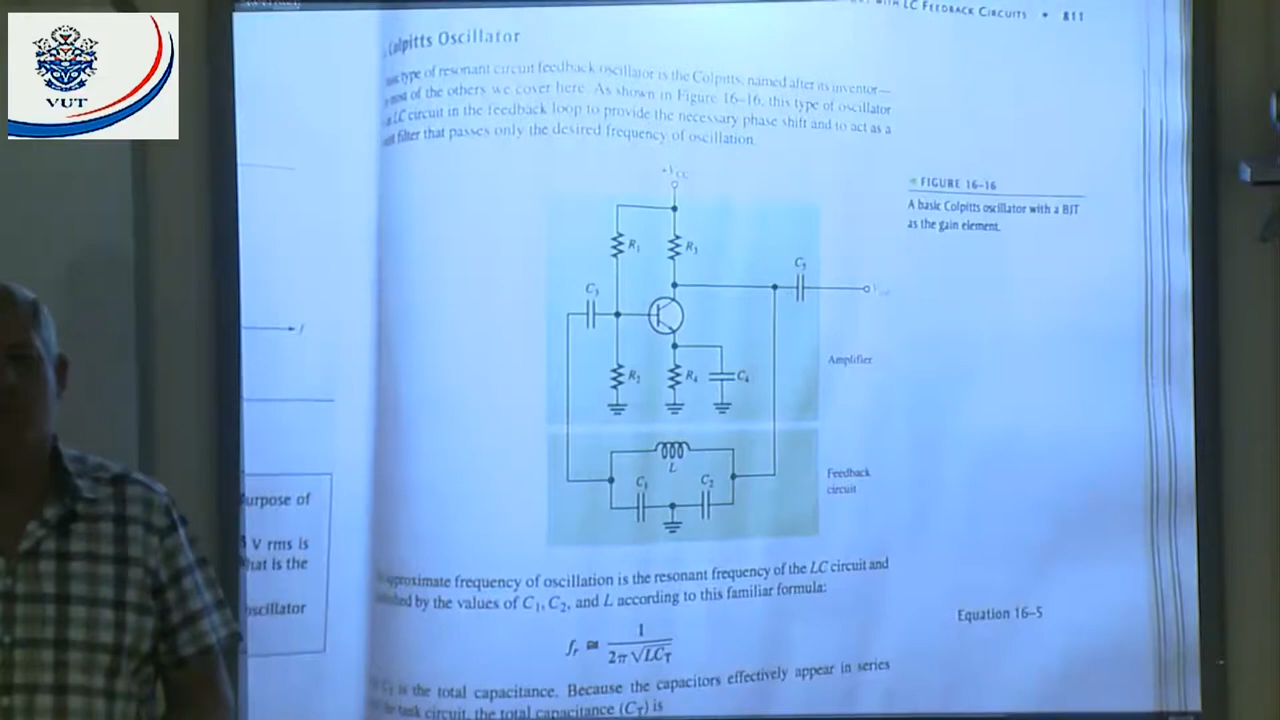 VUT
LC FEEDBACK CIRCUITS • 811
Colpitts Oscillator
type of resonant circuit feedback oscillator is the Colpitts, named after its inventor—
most of the others we cover here. As shown in Figure 16–16, this type of oscillator
LC circuit in the feedback loop to provide the necessary phase shift and to act as a
filter that passes only the desired frequency of oscillation.
+VCC
FIGURE 16–16
A basic Colpitts oscillator with a BJT
as the gain element.
R1
R3
C5
C3
Amplifier
R2
R4
C4
L
C1
C2
Feedback
circuit
f
urpose of
V rms is
hat is the
oscillator
approximate frequency of oscillation is the resonant frequency of the LC circuit and
by the values of C1, C2, and L according to this familiar formula:
Equation 16–5
fr ≅ 1 / 2π√LCT
is the total capacitance. Because the capacitors effectively appear in series
tank circuit, the total capacitance (CT) is